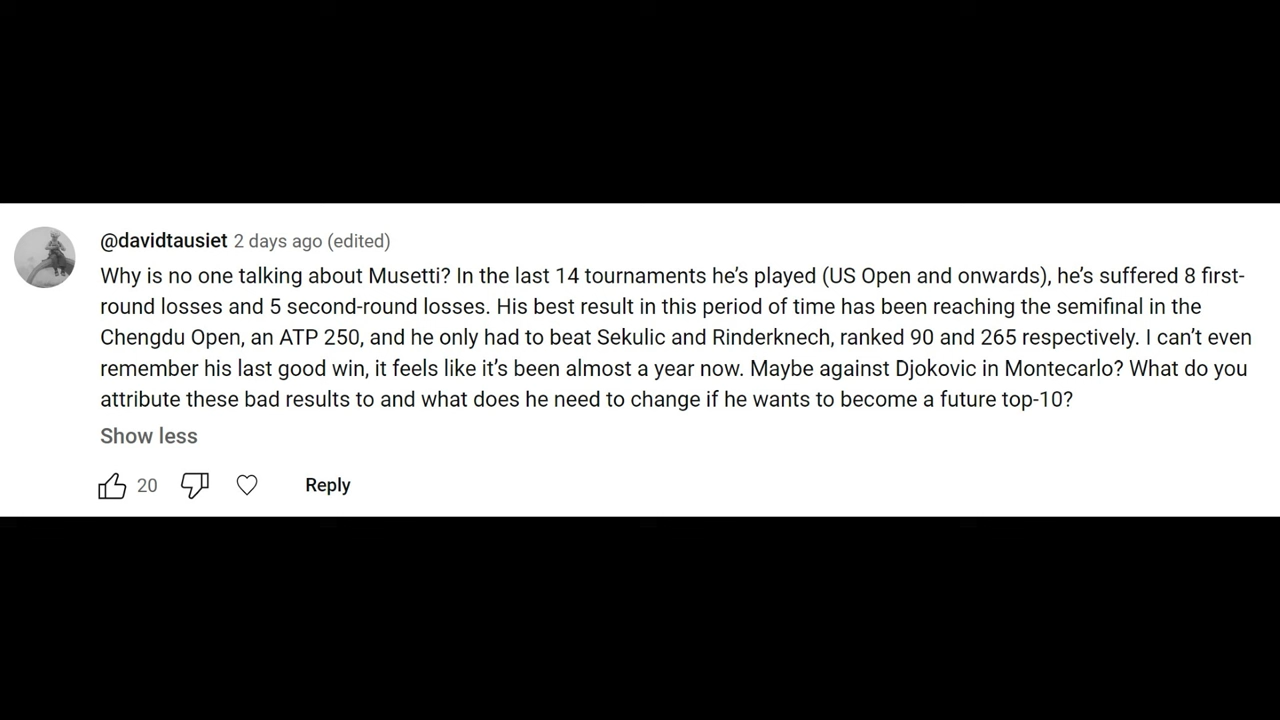 @davidtausiet 2 days ago (edited)
Why is no one talking about Musetti? In the last 14 tournaments he’s played (US Open and onwards), he’s suffered 8 first-
round losses and 5 second-round losses. His best result in this period of time has been reaching the semifinal in the
Chengdu Open, an ATP 250, and he only had to beat Sekulic and Rinderknech, ranked 90 and 265 respectively. I can’t even
remember his last good win, it feels like it’s been almost a year now. Maybe against Djokovic in Montecarlo? What do you
attribute these bad results to and what does he need to change if he wants to become a future top-10?
Show less
20 Reply